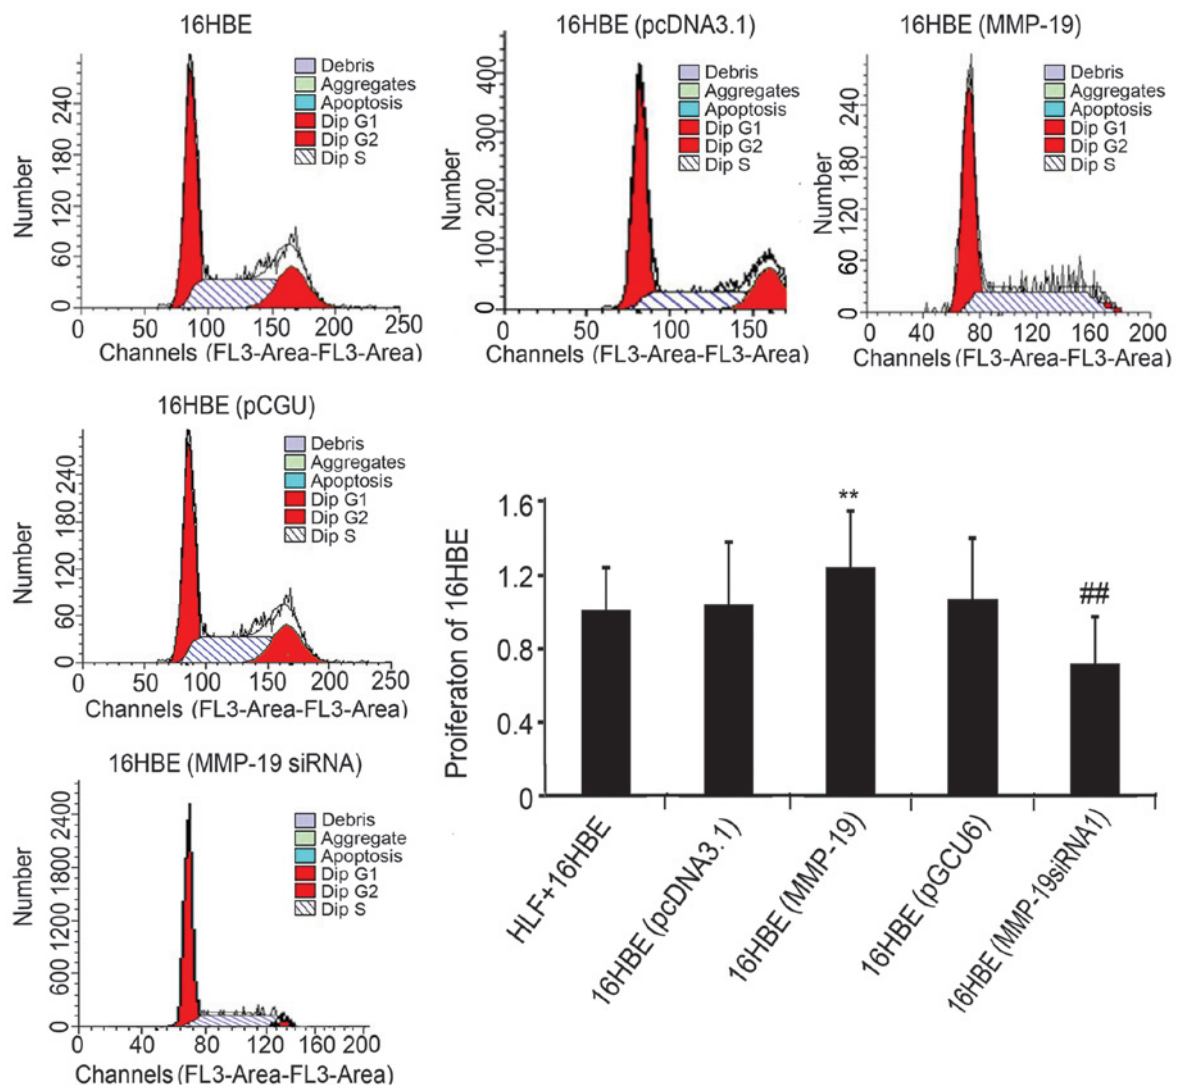 16HBE
Number
240
180
120
60
0
Debris
Aggregates
Apoptosis
Dip G1
Dip G2
Dip S
0 50 100 150 200 250
Channels (FL3-Area-FL3-Area)
16HBE (pcDNA3.1)
Number
400
300
200
100
0
Debris
Aggregates
Apoptosis
Dip G1
Dip G2
Dip S
0 50 100 150
Channels (FL3-Area-FL3-Area)
16HBE (MMP-19)
Number
240
180
120
60
0
Debris
Aggregates
Apoptosis
Dip G1
Dip G2
Dip S
0 40 80 120 160 200
Channels (FL3-Area-FL3-Area)
16HBE (pCGU)
Number
240
180
120
60
0
Debris
Aggregates
Apoptosis
Dip G1
Dip G2
Dip S
0 50 100 150 200 250
Channels (FL3-Area-FL3-Area)
16HBE (MMP-19 siRNA)
Number
2400
1800
1200
600
0
Debris
Aggregate
Apoptosis
Dip G1
Dip G2
Dip S
0 40 80 120 160 200
Channels (FL3-Area-FL3-Area)
Proiferaton of 16HBE
1.6
1.2
0.8
0.4
0
**
##
HLF+16HBE
16HBE (pcDNA3.1)
16HBE (MMP-19)
16HBE (pGCU6)
16HBE (MMP-19siRNA1)